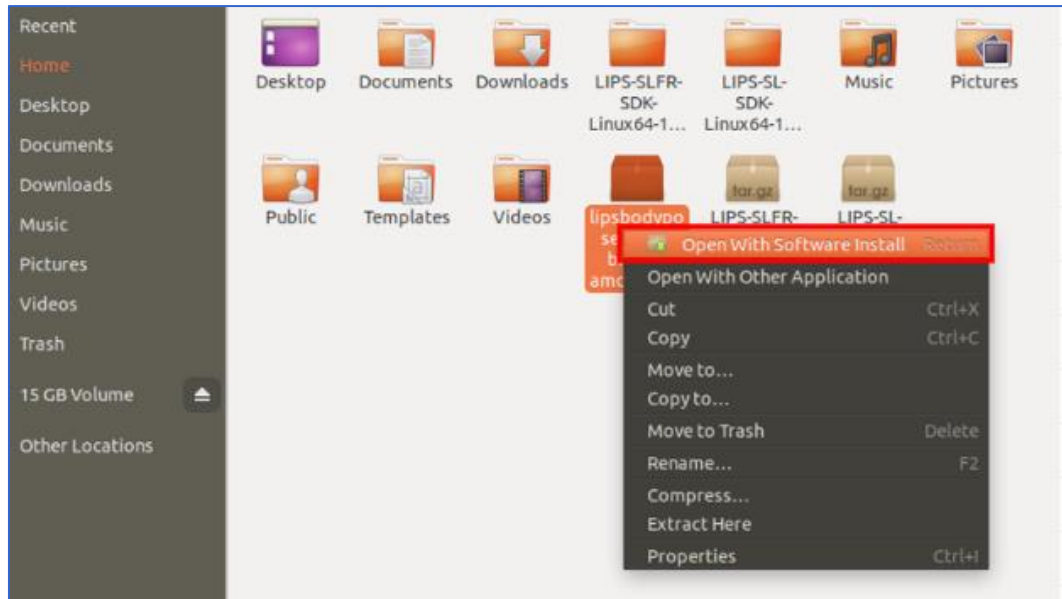 Recent
Home
Desktop
Documents
Downloads
Music
Pictures
Videos
Trash
15 GB Volume
Other Locations
Desktop Documents Downloads LIPS-SLFR- LIPS-SL- Music Pictures
SDK- SDK-
Linux64-1... Linux64-1...
tar.gz tar.gz
Public Templates Videos lipsbodypo LIPS-SLFR- LIPS-SL-
se
b
amd
Open With Software Install Return
Open With Other Application
Cut Ctrl+X
Copy Ctrl+C
Move to...
Copy to...
Move to Trash Delete
Rename... F2
Compress...
Extract Here
Properties Ctrl+I